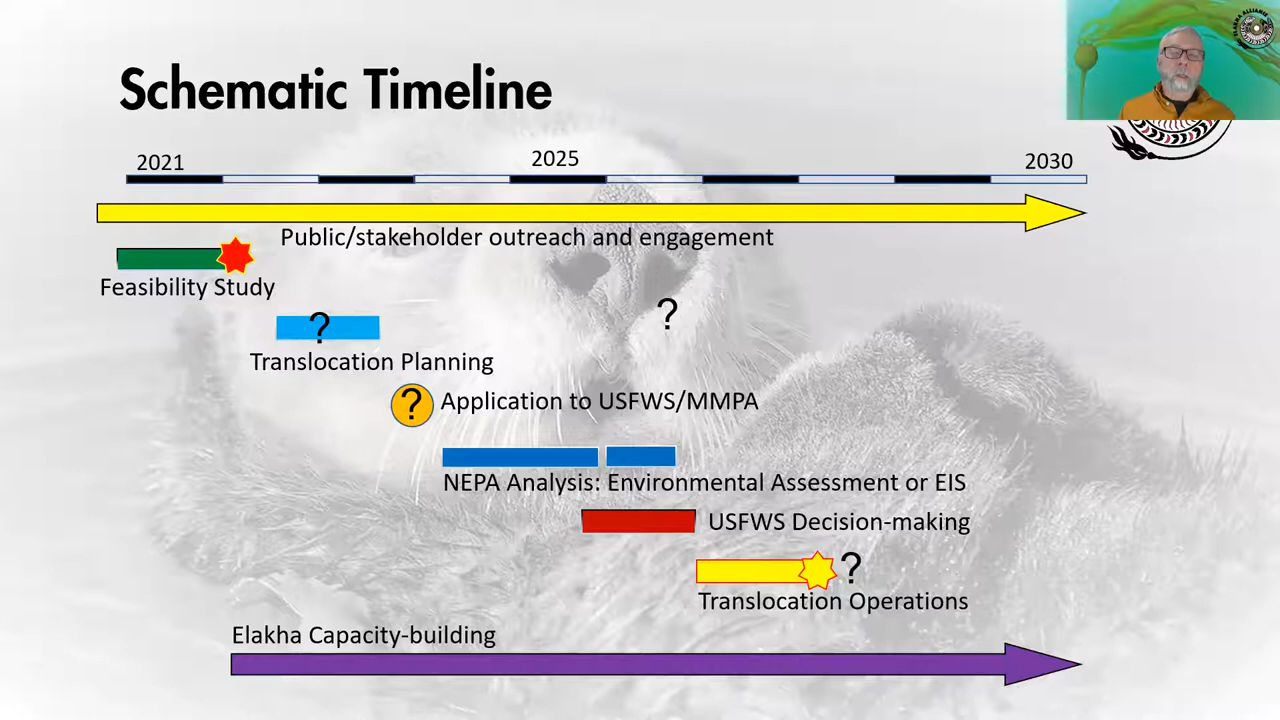 Schematic Timeline
2021
2025
2030
Public/stakeholder outreach and engagement
Feasibility Study
?
?
Translocation Planning
? Application to USFWS/MMPA
NEPA Analysis: Environmental Assessment or EIS
USFWS Decision-making
?
Translocation Operations
Elakha Capacity-building